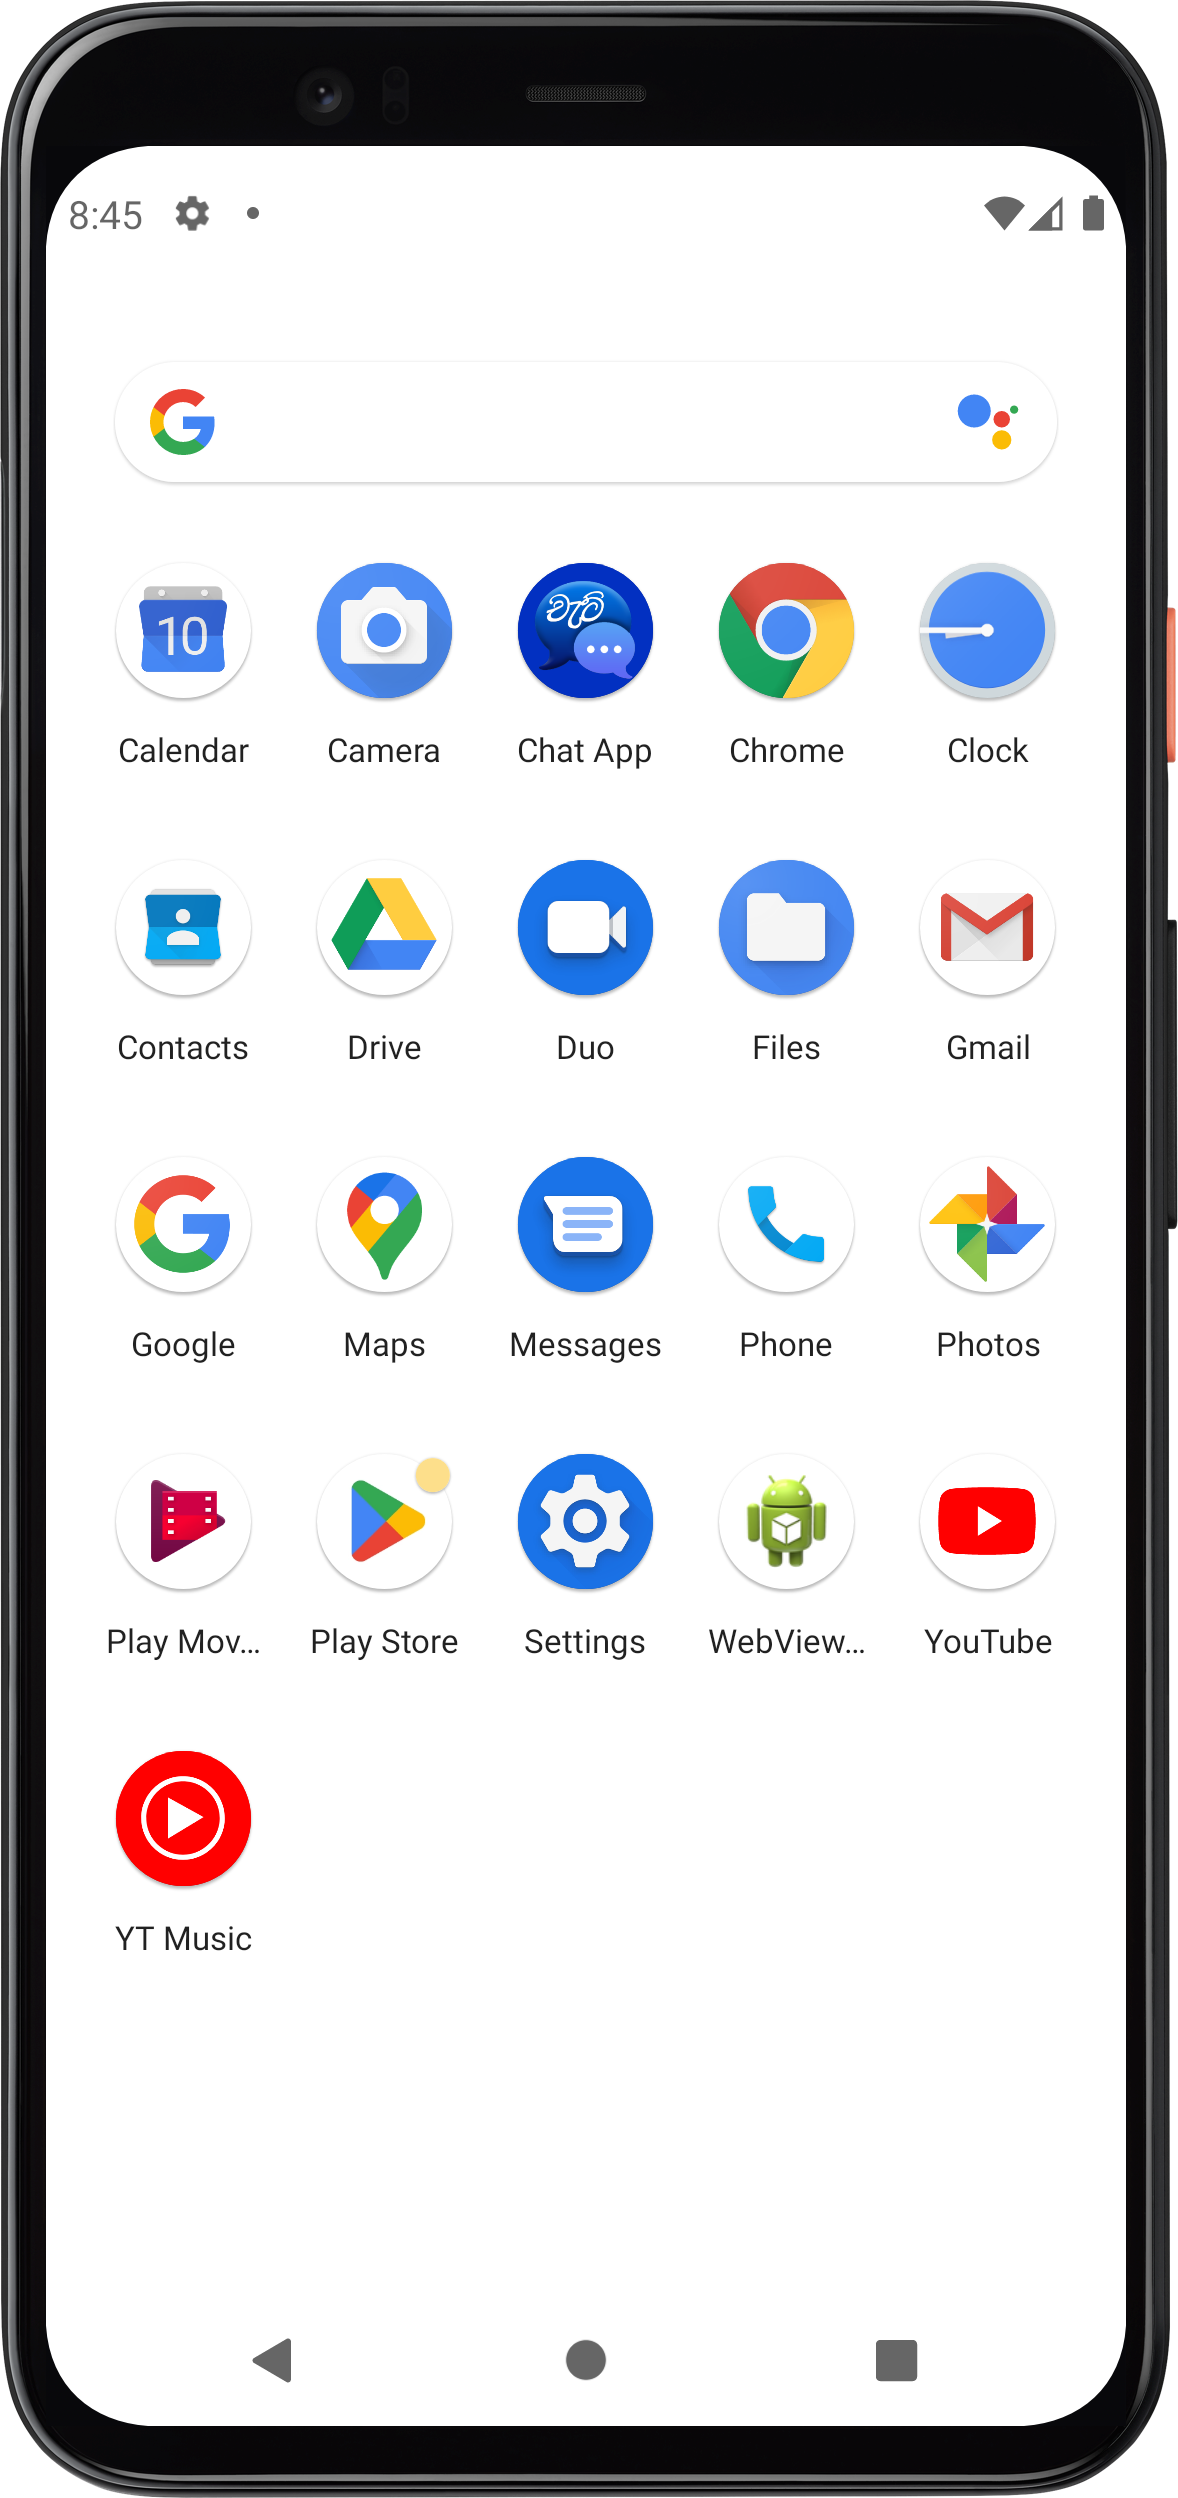 8:45
10
චැට්
Calendar Camera Chat App Chrome Clock
Contacts Drive Duo Files Gmail
Google Maps Messages Phone Photos
Play Mov... Play Store Settings WebView... YouTube
YT Music